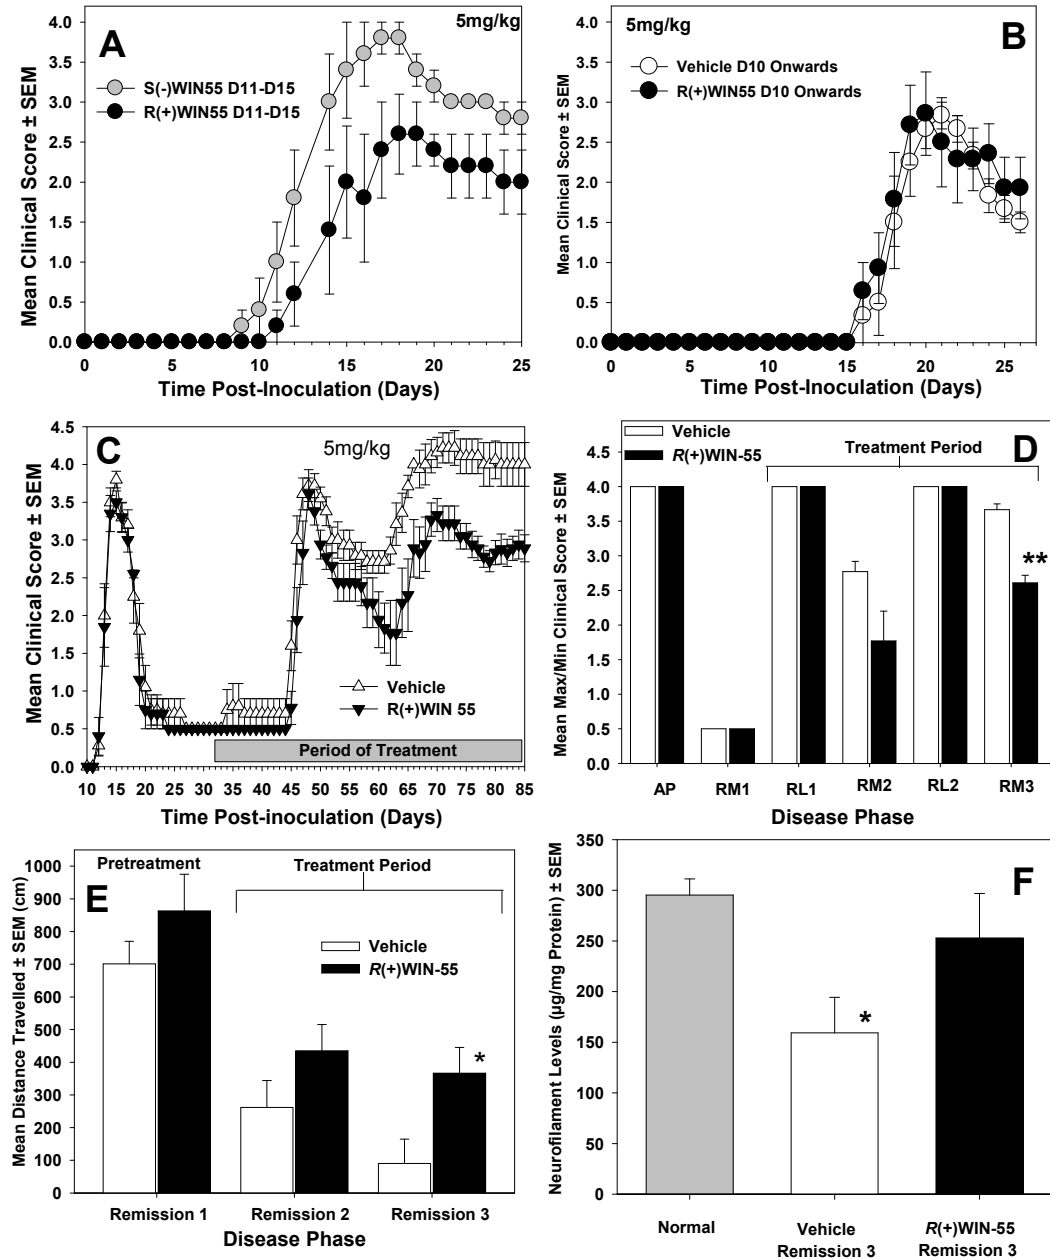 A
5mg/kg
S(-)WIN55 D11-D15
R(+)WIN55 D11-D15
Mean Clinical Score ± SEM
4.0
3.5
3.0
2.5
2.0
1.5
1.0
0.5
0.0
0 5 10 15 20 25
Time Post-Inoculation (Days)
B
5mg/kg
Vehicle D10 Onwards
R(+)WIN55 D10 Onwards
Mean Clinical Score ± SEM
4.0
3.5
3.0
2.5
2.0
1.5
1.0
0.5
0.0
0 5 10 15 20 25
Time Post-Inoculation (Days)
C
5mg/kg
Mean Clinical Score ± SEM
4.5
4.0
3.5
3.0
2.5
2.0
1.5
1.0
0.5
0.0
Vehicle
R(+)WIN 55
Period of Treatment
10 15 20 25 30 35 40 45 50 55 60 65 70 75 80 85
Time Post-inoculation (Days)
D
Vehicle
R(+)WIN-55
Treatment Period
Mean Max/Min Clinical Score ± SEM
4.5
4.0
4.0
3.5
3.0
2.5
2.0
1.5
1.0
0.5
0.0
**
AP RM1 RL1 RM2 RL2 RM3
Disease Phase
E
Pretreatment Treatment Period
Vehicle
R(+)WIN-55
Mean Distance Travelled ± SEM (cm)
1000
900
800
700
600
500
400
300
200
100
0
*
Remission 1 Remission 2 Remission 3
Disease Phase
F
Neurofilament Levels (µg/mg Protein) ± SEM
300
250
200
150
100
50
0
*
Normal Vehicle R(+)WIN-55
Remission 3 Remission 3